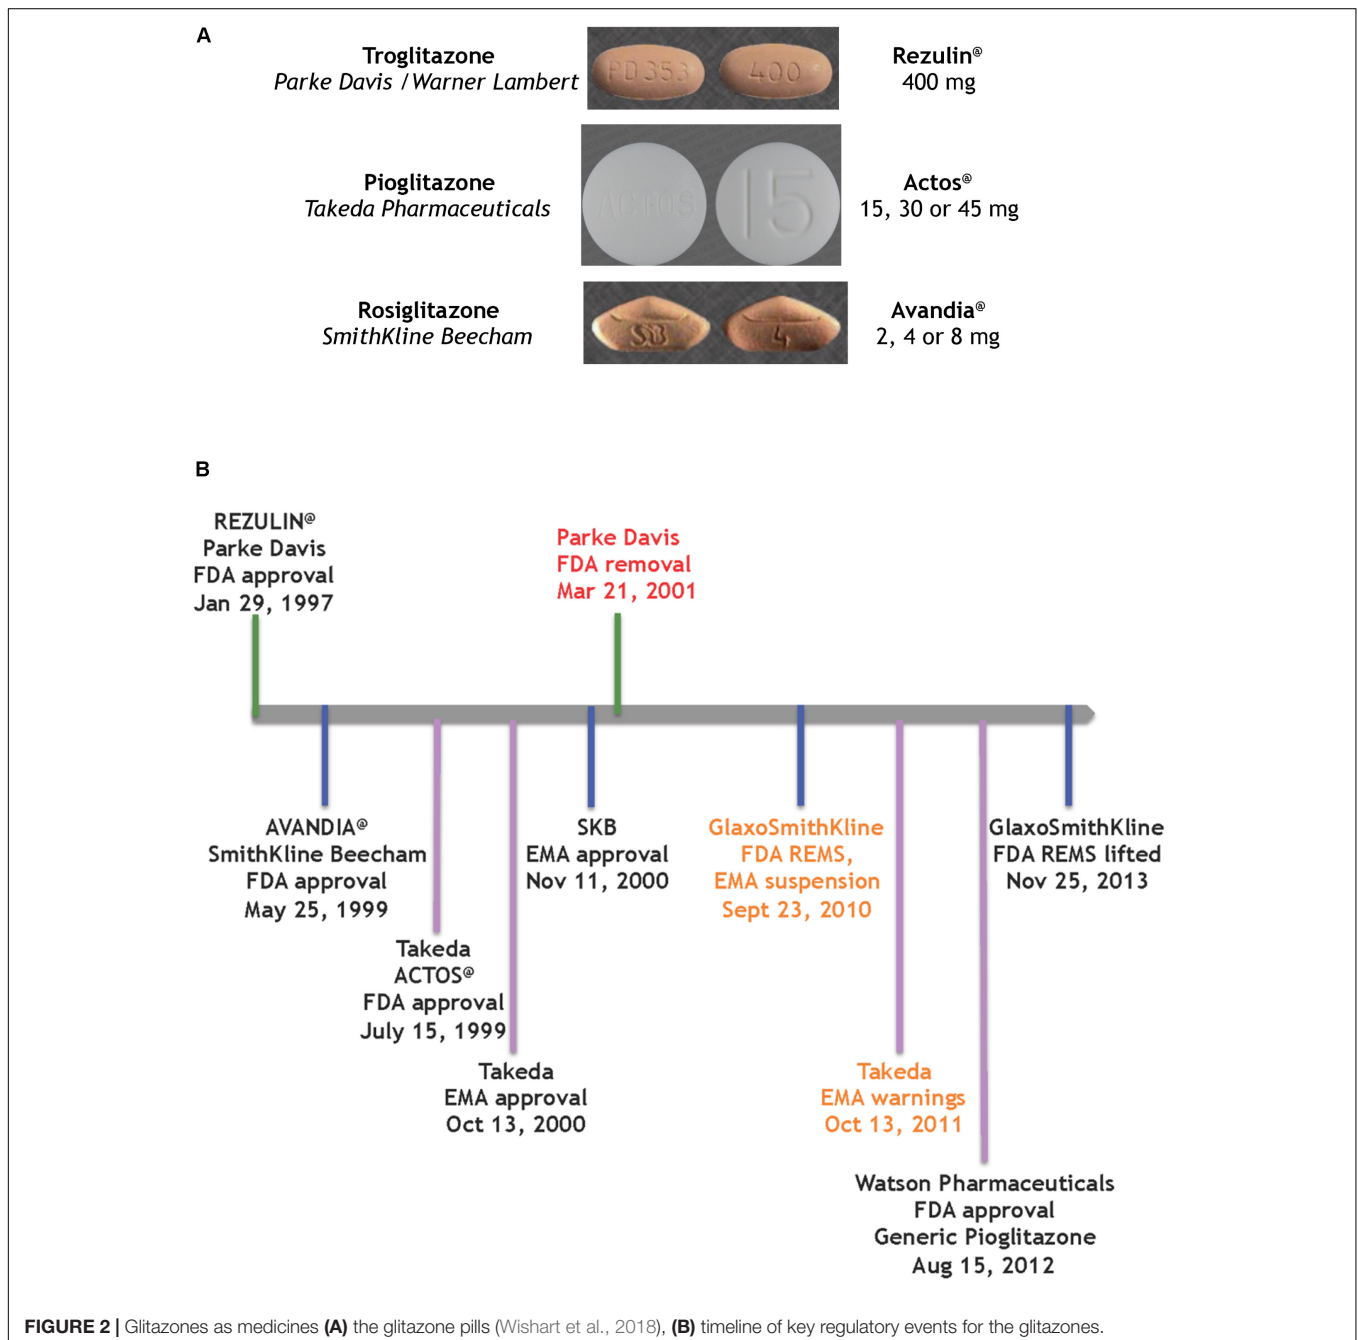 A
Troglitazone
Parke Davis /Warner Lambert
PD353
400
Rezulin@
400 mg
Pioglitazone
Takeda Pharmaceuticals
ACTOS
15
Actos@
15, 30 or 45 mg
Rosiglitazone
SmithKline Beecham
SB
4
Avandia@
2, 4 or 8 mg
B
REZULIN@
Parke Davis
FDA approval
Jan 29, 1997
Parke Davis
FDA removal
Mar 21, 2001
AVANDIA@
SmithKline Beecham
FDA approval
May 25, 1999
Takeda
ACTOS@
FDA approval
July 15, 1999
Takeda
EMA approval
Oct 13, 2000
SKB
EMA approval
Nov 11, 2000
GlaxoSmithKline
FDA REMS,
EMA suspension
Sept 23, 2010
Takeda
EMA warnings
Oct 13, 2011
Watson Pharmaceuticals
FDA approval
Generic Pioglitazone
Aug 15, 2012
GlaxoSmithKline
FDA REMS lifted
Nov 25, 2013
FIGURE 2 | Glitazones as medicines (A) the glitazone pills (Wishart et al., 2018), (B) timeline of key regulatory events for the glitazones.